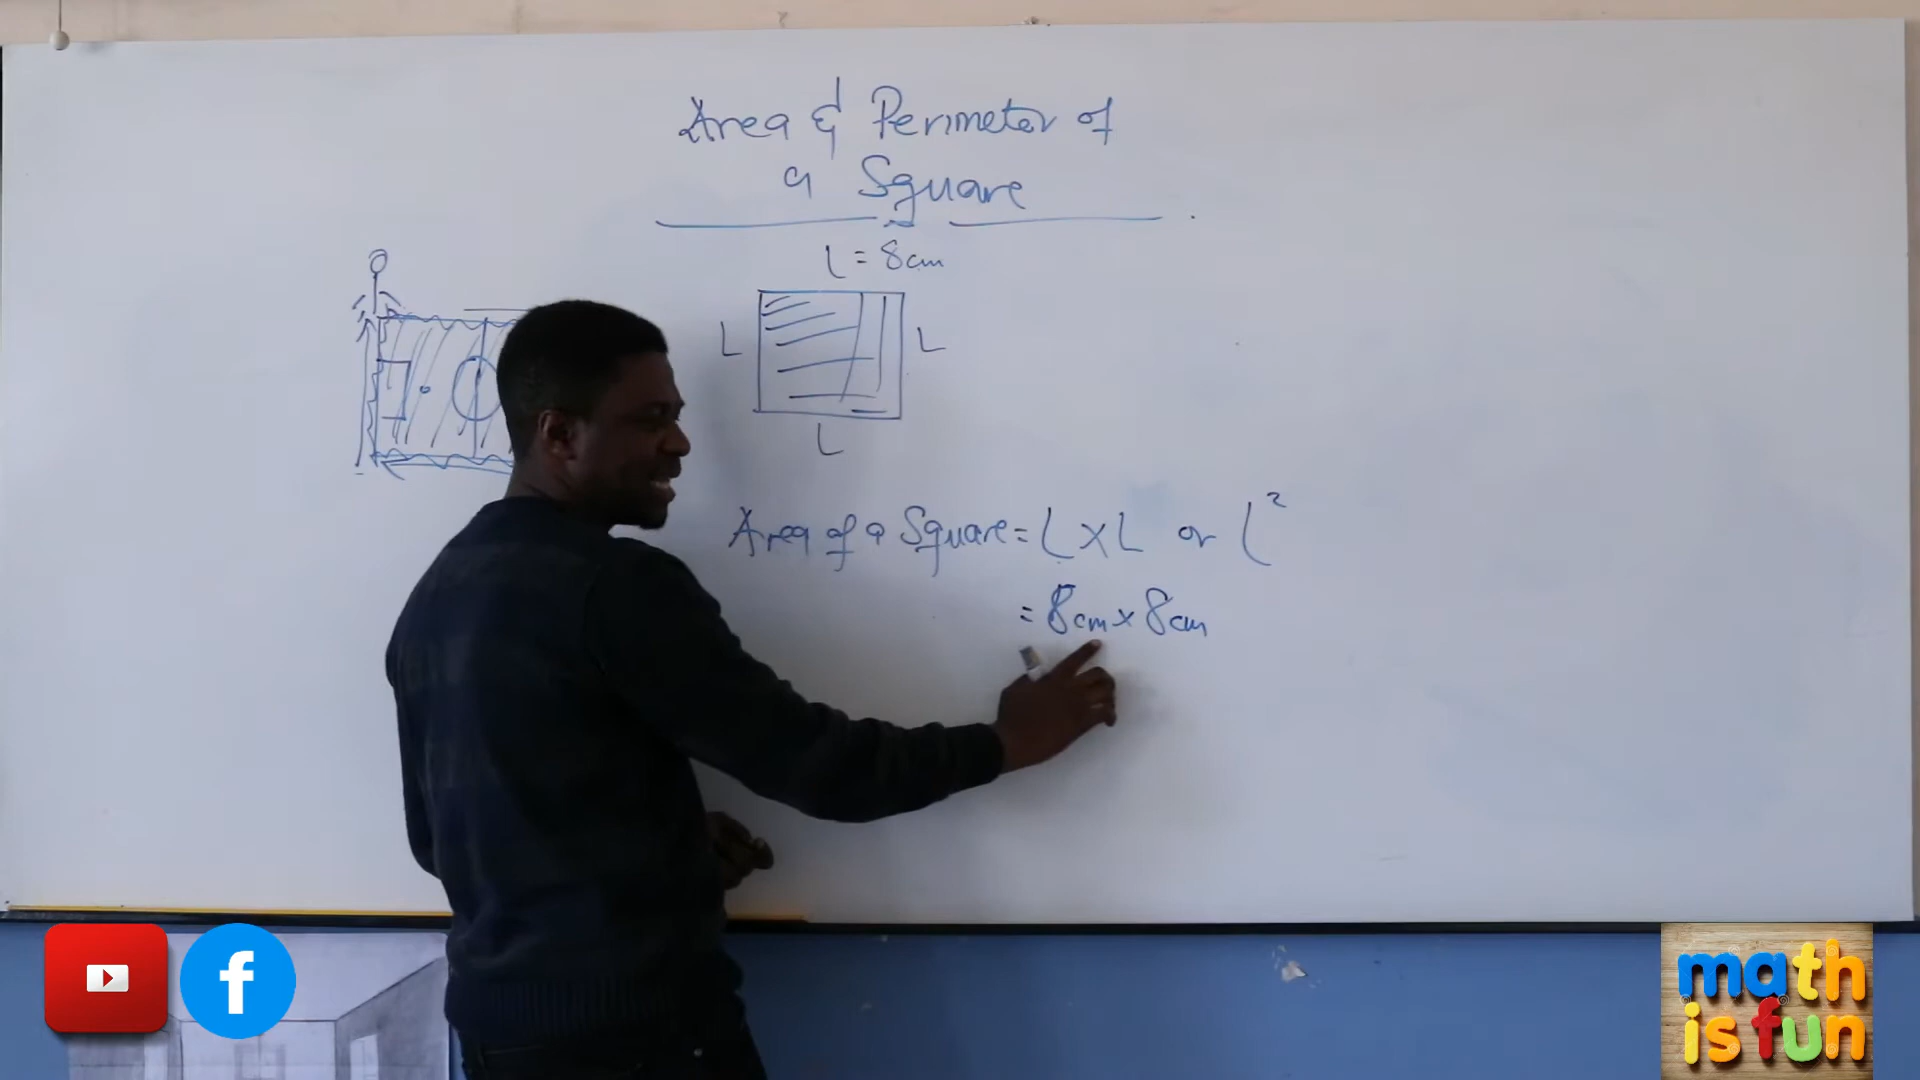 Area & Perimeter of
a Square
L = 8cm
L
L
L
Area of a Square = L X L or L²
= 8cm x 8cm
f
math
is fun